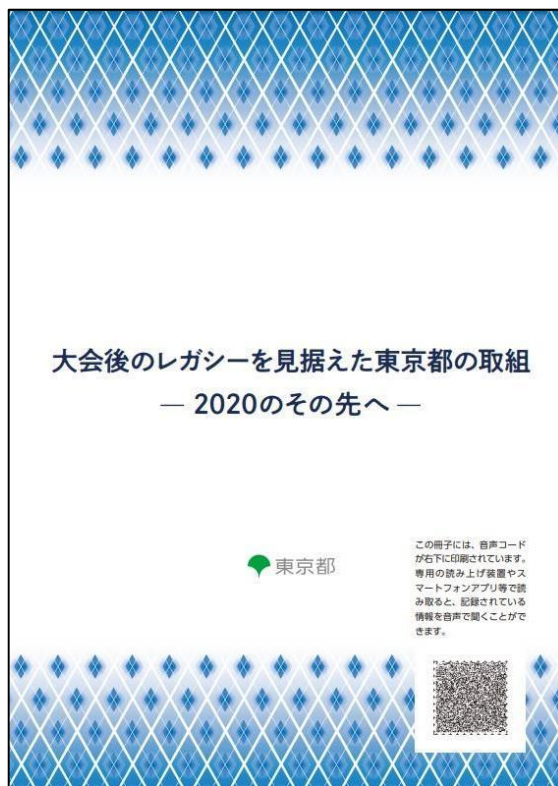 大会後のレガシーを見据えた東京都の取組
― 2020のその先へ ―
この冊子には、音声コード
が右下に印刷されています。
専用の読み上げ装置やス
マートフォンアプリ等で読
み取ると、記録されている
情報を音声で聞くことがで
きます。
東京都